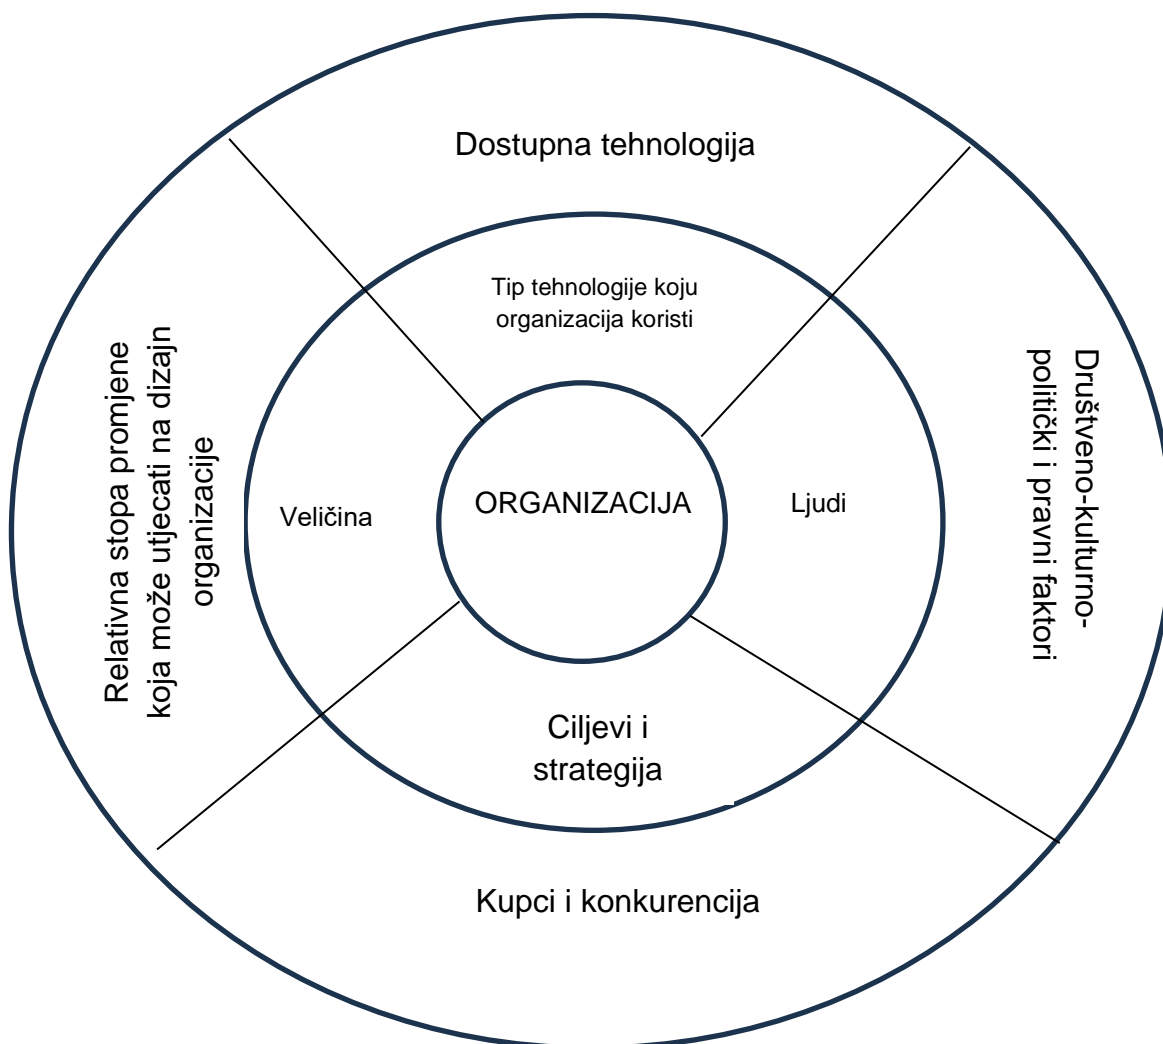 Dostupna tehnologija
Tip tehnologije koju
organizacija koristi
Relativna stopa promjene
koja može utjecati na dizajn
organizacije
Veličina
ORGANIZACIJA
Ljudi
Društveno-kulturno-
politički i pravni faktori
Ciljevi i
strategija
Kupci i konkurencija